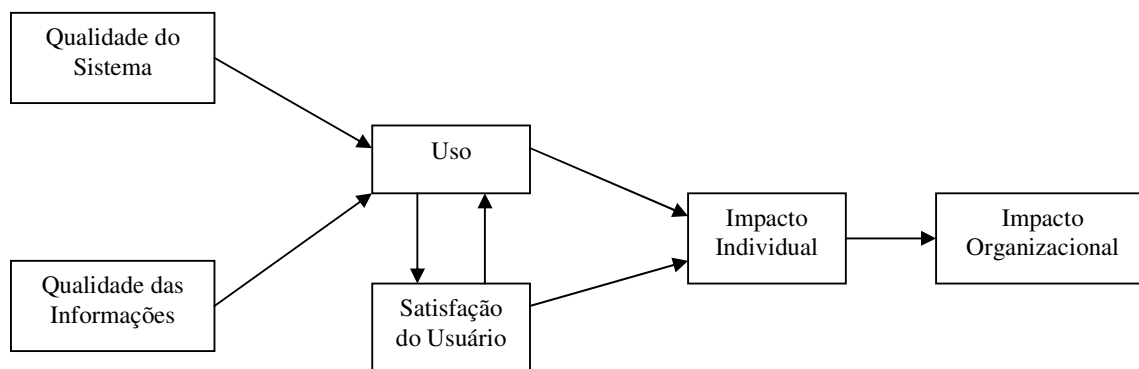 Qualidade do
Sistema
Uso
Qualidade das
Informações
Satisfação
do Usuário
Impacto
Individual
Impacto
Organizacional